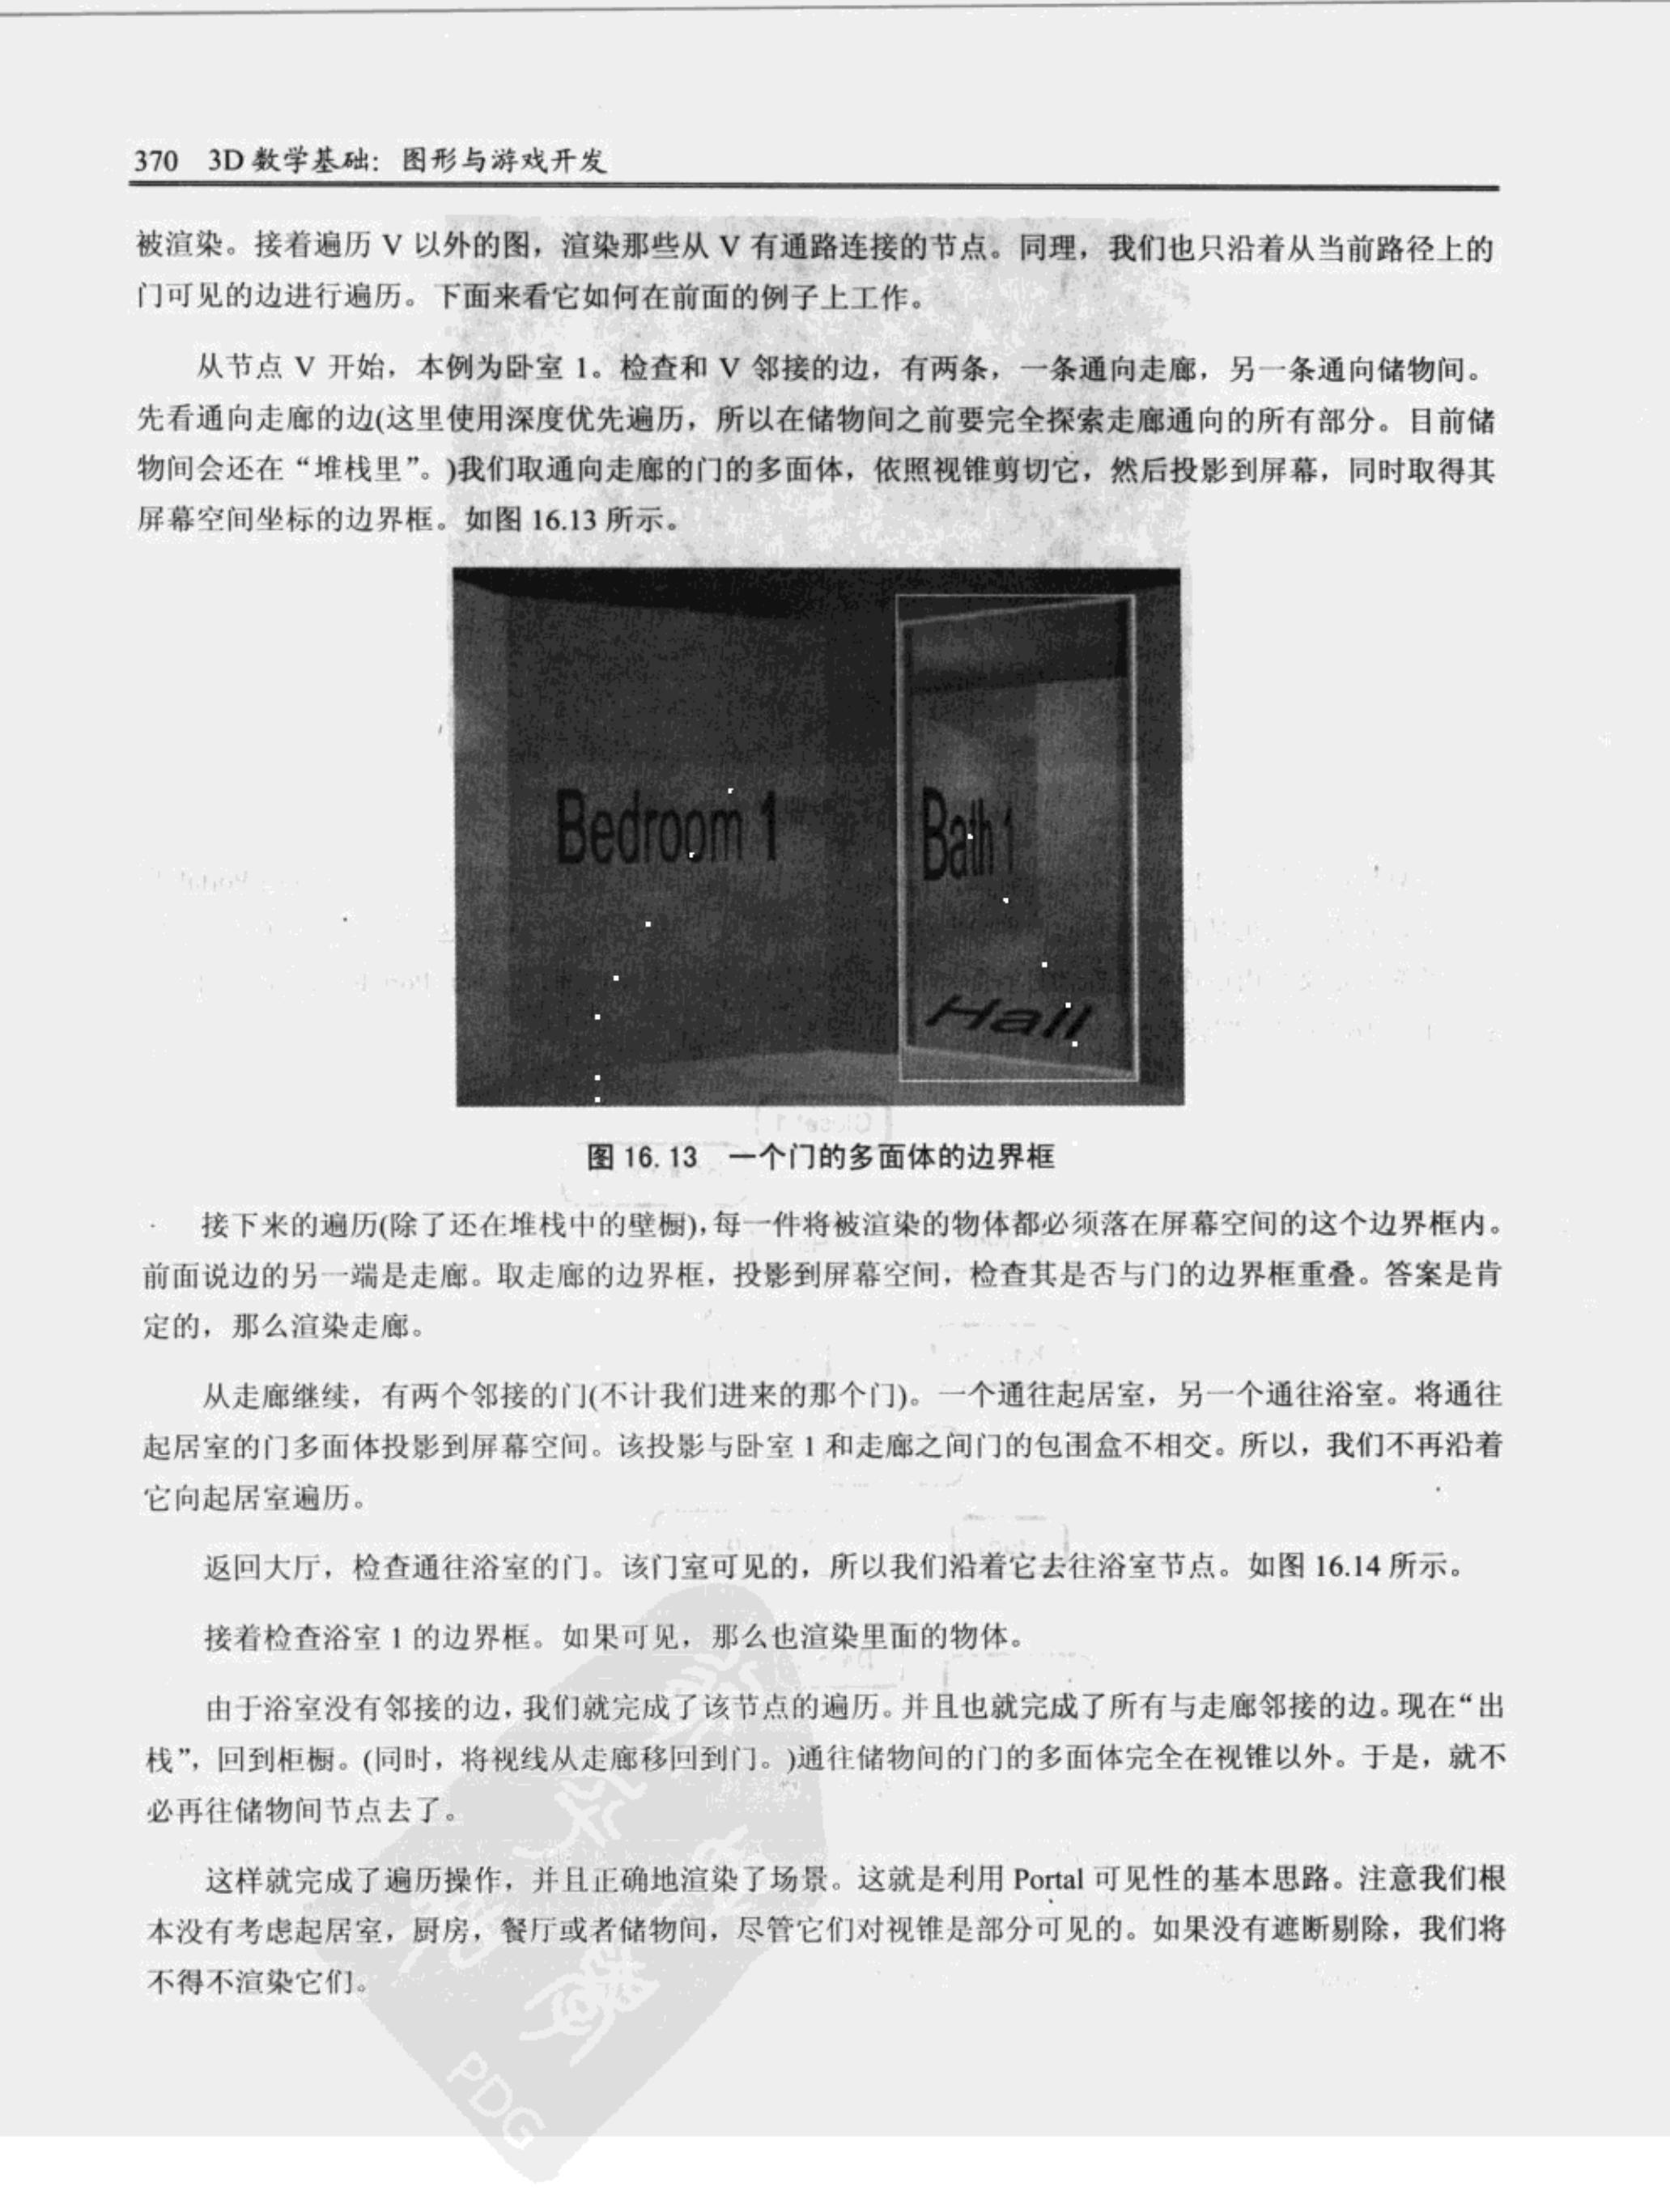 370 3D 数学基础: 图形与游戏开发
被渲染。接着遍历 V 以外的图，渲染那些从 V 有通路连接的节点。同理，我们也只沿着从当前路径上的
门可见的边进行遍历。下面来看它如何在前面的例子上工作。
从节点 V 开始，本例为卧室 1。检查和 V 邻接的边，有两条，一条通向走廊，另一条通向储物间。
先看通向走廊的边(这里使用深度优先遍历，所以在储物间之前要完全探索走廊通向的所有部分。目前储
物间会还在“堆栈里”。)我们取通向走廊的门的多面体，依照视锥剪切它，然后投影到屏幕，同时取得其
屏幕空间坐标的边界框。如图 16.13 所示。
Bedroom 1
Bath 1
Hall
图 16.13 一个门的多面体的边界框
接下来的遍历(除了还在堆栈中的壁橱)，每一件将被渲染的物体都必须落在屏幕空间的这个边界框内。
前面说边的另一端是走廊。取走廊的边界框，投影到屏幕空间，检查其是否与门的边界框重叠。答案是肯
定的，那么渲染走廊。
从走廊继续，有两个邻接的门(不计我们进来的那个门)。一个通往起居室，另一个通往浴室。将通往
起居室的门多面体投影到屏幕空间。该投影与卧室 1 和走廊之间门的包围盒不相交。所以，我们不再沿着
它向起居室遍历。
返回大厅，检查通往浴室的门。该门室可见的，所以我们沿着它去往浴室节点。如图 16.14 所示。
接着检查浴室 1 的边界框。如果可见，那么也渲染里面的物体。
由于浴室没有邻接的边，我们就完成了该节点的遍历。并且也就完成了所有与走廊邻接的边。现在“出
栈”，回到柜橱。(同时，将视线从走廊移回到门。)通往储物间的门的多面体完全在视锥以外。于是，就不
必再往储物间节点去了。
这样就完成了遍历操作，并且正确地渲染了场景。这就是利用 Portal 可见性的基本思路。注意我们根
本没有考虑起居室，厨房，餐厅或者储物间，尽管它们对视锥是部分可见的。如果没有遮断剔除，我们将
不得不渲染它们。
PDG